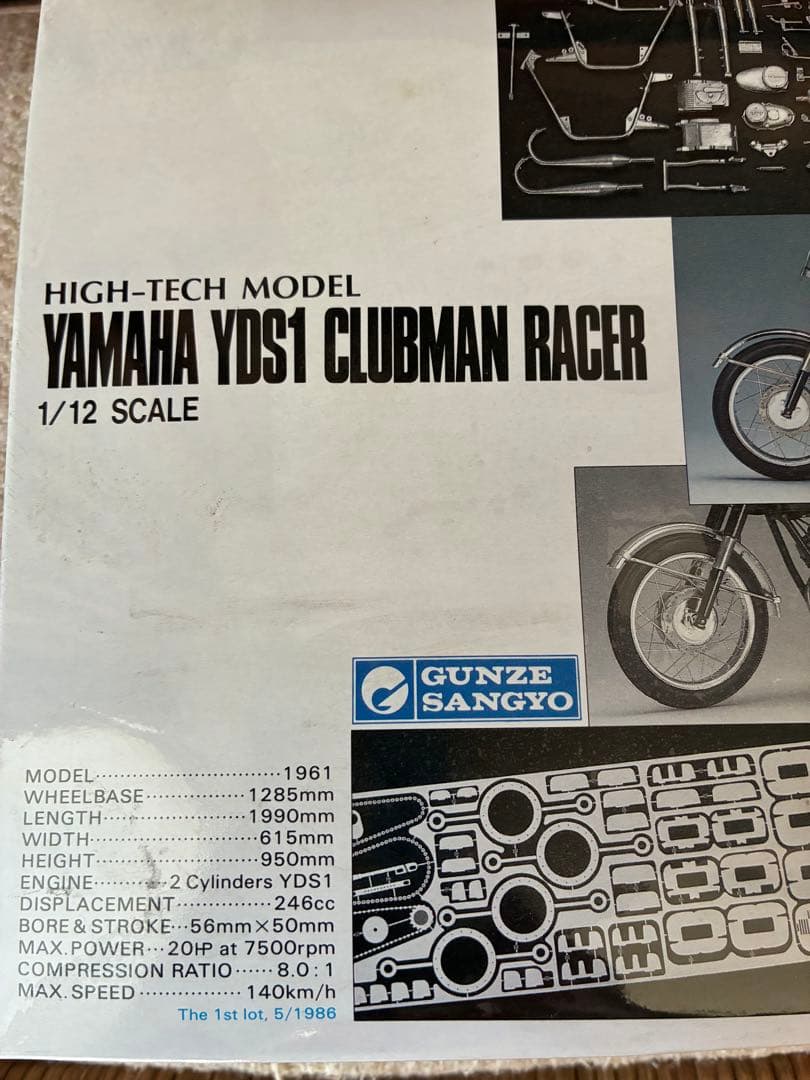 HIGH-TECH MODEL
YAMAHA YDS1 CLUBMAN RACER
1/12 SCALE
GUNZE
SANGYO
MODEL······························1961
WHEELBASE···············1285mm
LENGTH·····················1990mm
WIDTH·························615mm
HEIGHT························950mm
ENGINE···········2 Cylinders YDS1
DISPLACEMENT···············246cc
BORE & STROKE···56mm×50mm
MAX. POWER···20HP at 7500rpm
COMPRESSION RATIO······8.0:1
MAX. SPEED···············140km/h
The 1st lot, 5/1986